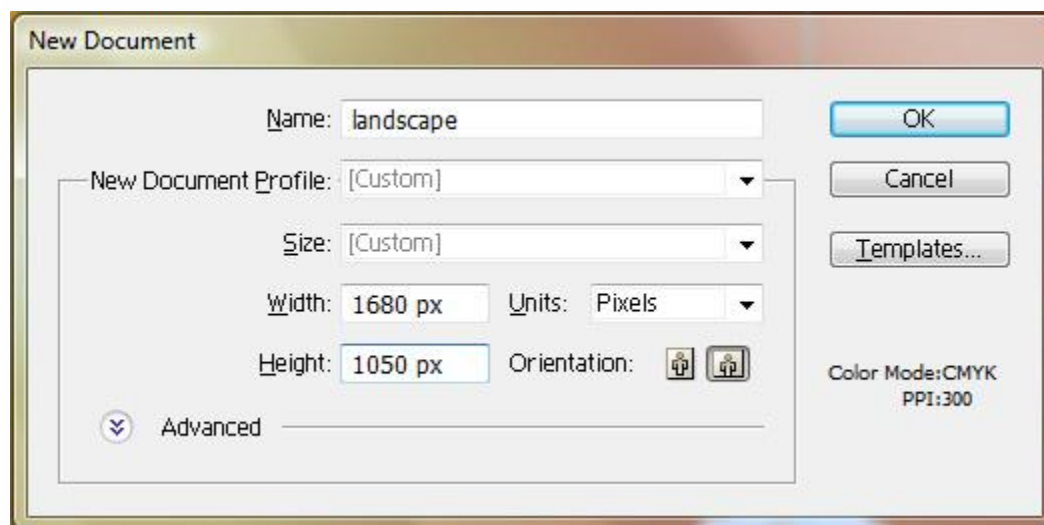 New Document
Name: landscape
OK
New Document Profile: [Custom]
Cancel
Size: [Custom]
Templates...
Width: 1680 px Units: Pixels
Height: 1050 px Orientation:
Color Mode:CMYK
PPI:300
Advanced